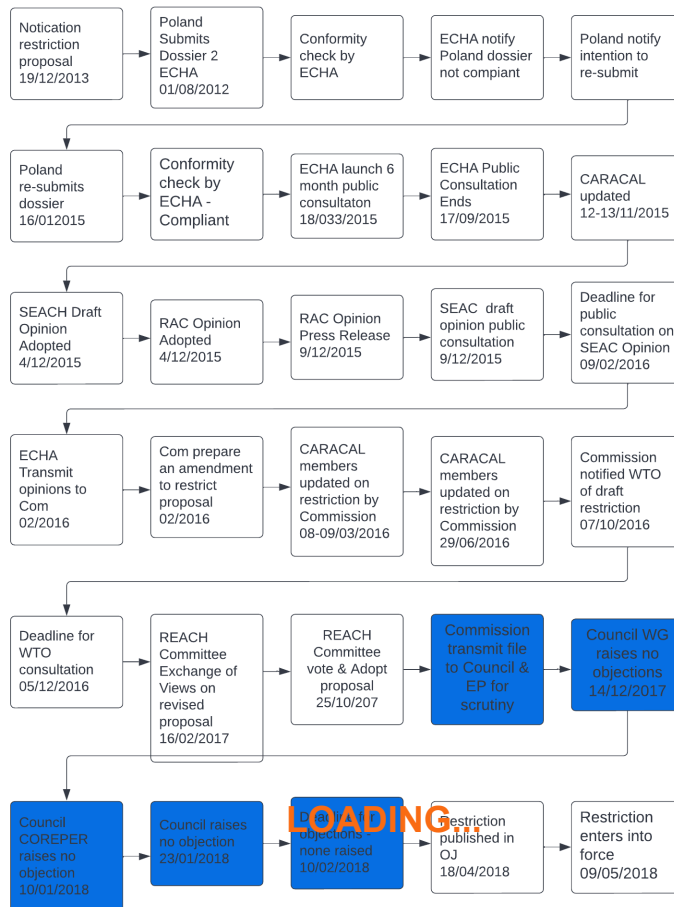 Notication
restriction
proposal
19/12/2013
Poland
Submits
Dossier 2
ECHA
01/08/2012
Conformity
check by
ECHA
ECHA notify
Poland dossier
not compiant
Poland notify
intention to
re-submit
Poland
re-submits
dossier
16/012015
Conformity
check by
ECHA -
Compliant
ECHA launch 6
month public
consultaton
18/033/2015
ECHA Public
Consultation
Ends
17/09/2015
CARACAL
updated
12-13/11/2015
SEACH Draft
Opinion
Adopted
4/12/2015
RAC Opinion
Adopted
4/12/2015
RAC Opinion
Press Release
9/12/2015
SEAC draft
opinion public
consultation
9/12/2015
Deadline for
public
consultation on
SEAC Opinion
09/02/2016
ECHA
Transmit
opinions to
Com
02/2016
Com prepare
an amendment
to restrict
proposal
02/2016
CARACAL
members
updated on
restriction by
Commission
08-09/03/2016
CARACAL
members
updated on
restriction by
Commission
29/06/2016
Commission
notified WTO
of draft
restriction
07/10/2016
Deadline for
WTO
consultation
05/12/2016
REACH
Committee
Exchange of
Views on
revised
proposal
16/02/2017
REACH
Committee
vote & Adopt
proposal
25/10/207
Commission
transmit file
to Council &
EP for
scrutiny
Council WG
raises no
objections
14/12/2017
Council
COREPER
raises no
objection
10/01/2018
Council raises
no objection
23/01/2018
Deadline for
objections -
none raised
10/02/2018
LOADING...
Restriction
published in
OJ
18/04/2018
Restriction
enters into
force
09/05/2018